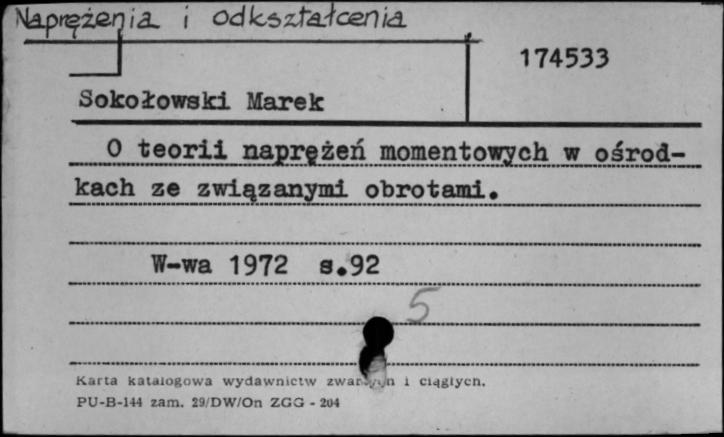 Naprężenia i odkształcenia
174533
Sokołowski Marek
O teorii naprężeń momentowych w ośrod-
kach ze związanymi obrotami.
W-wa 1972 s.92
5
Karta katalogowa wydawnictw i ciągłych.
PU-B-144 zam. 29/DW/On ZGG - 204